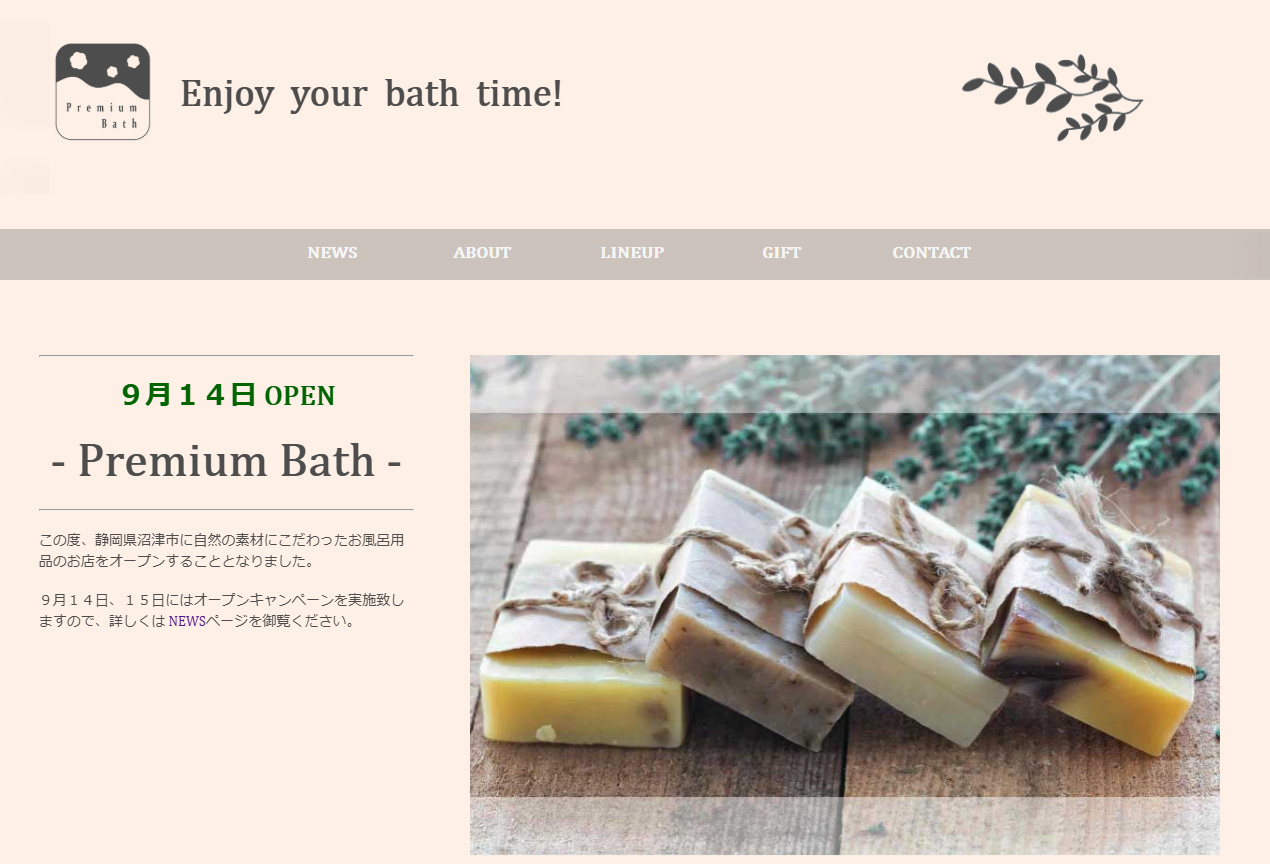 Premium
Bath
Enjoy your bath time!
NEWS ABOUT LINEUP GIFT CONTACT
９月１４日 OPEN
- Premium Bath -
この度、静岡県沼津市に自然の素材にこだわったお風呂用
品のお店をオープンすることとなりました。
９月１４日、１５日にはオープンキャンペーンを実施致し
ますので、詳しくは NEWSページを御覧ください。